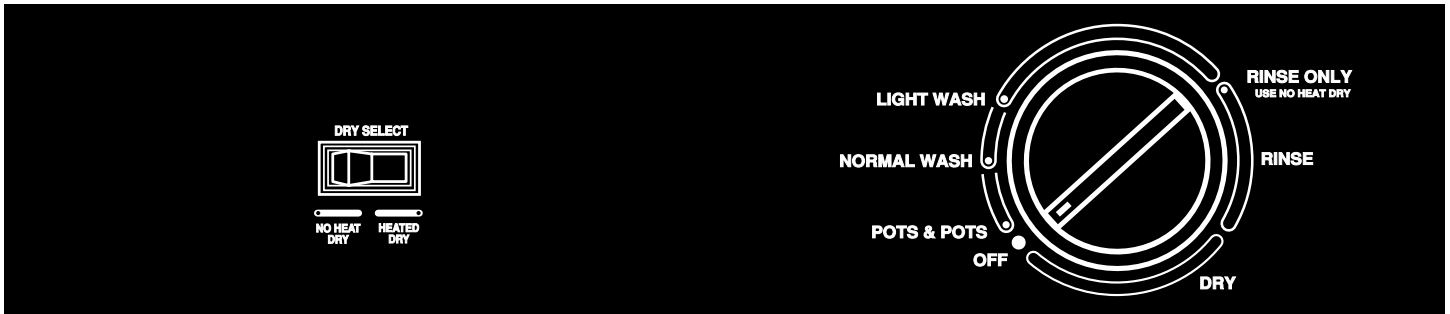 DRY SELECT
NO HEAT
DRY
HEATED
DRY
LIGHT WASH
NORMAL WASH
POTS & POTS
OFF
RINSE ONLY
USE NO HEAT DRY
RINSE
DRY